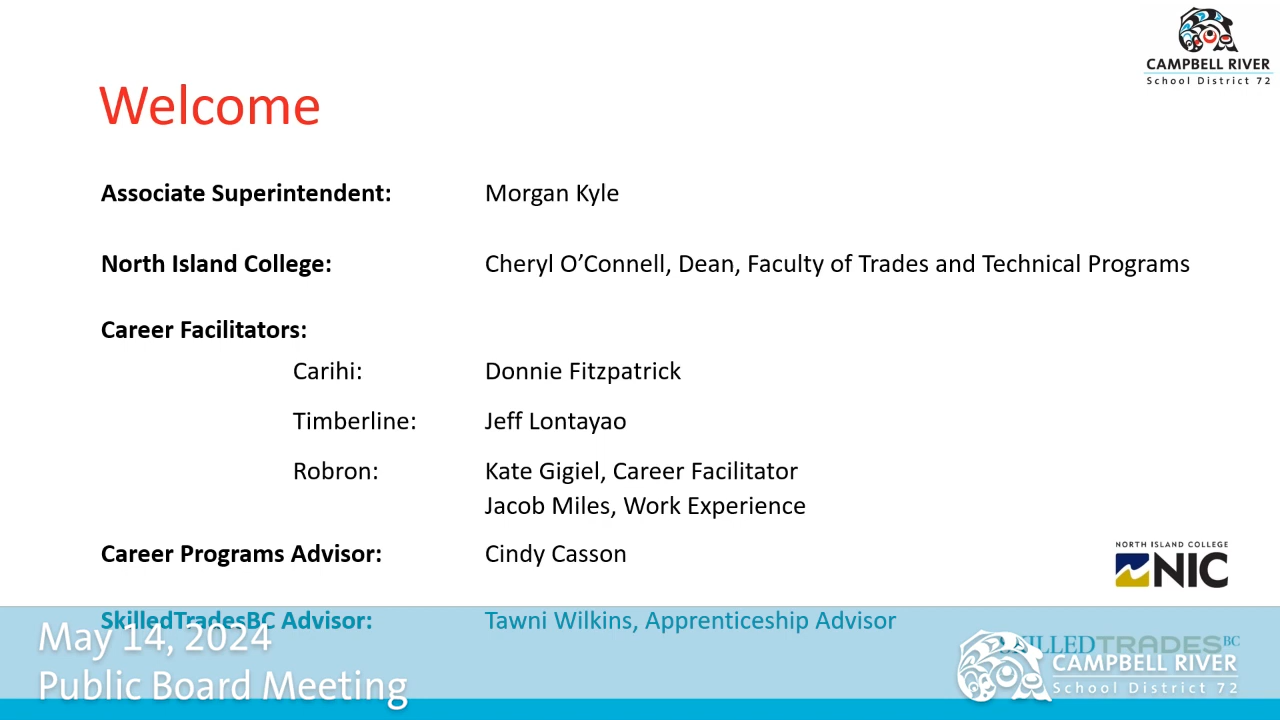 CAMPBELL RIVER
School District 72
Welcome
Associate Superintendent: Morgan Kyle
North Island College: Cheryl O’Connell, Dean, Faculty of Trades and Technical Programs
Career Facilitators:
Carihi: Donnie Fitzpatrick
Timberline: Jeff Lontayao
Robron: Kate Gigiel, Career Facilitator
Jacob Miles, Work Experience
Career Programs Advisor: Cindy Casson
NORTH ISLAND COLLEGE
NIC
SkilledTradesBC Advisor: Tawni Wilkins, Apprenticeship Advisor
SKILLEDTRADESBC
May 14, 2024
Public Board Meeting
CAMPBELL RIVER
School District 72